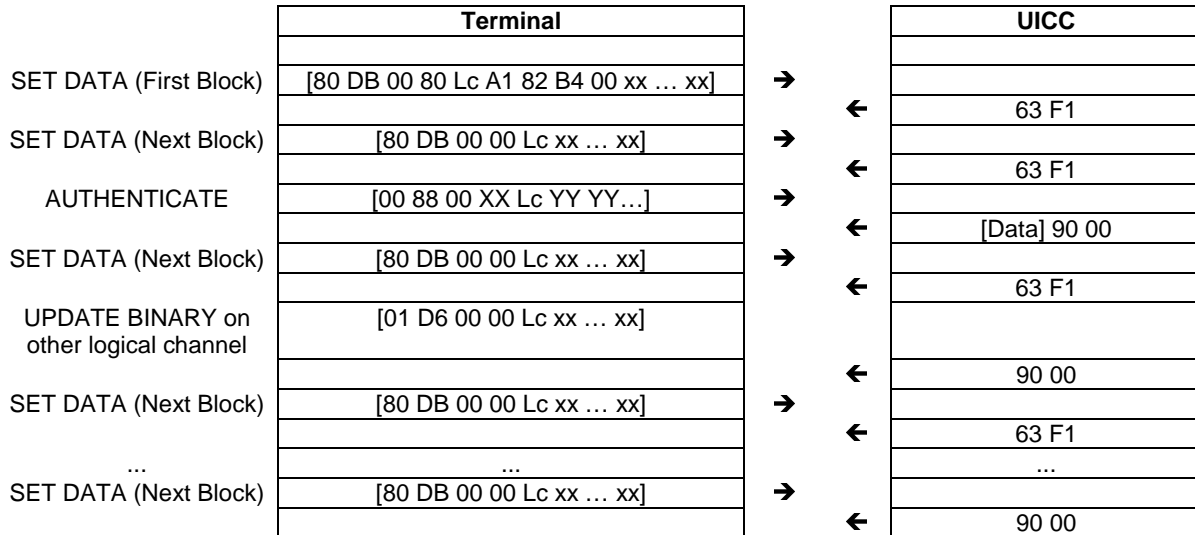 Terminal UICC
SET DATA (First Block) [80 DB 00 80 Lc A1 82 B4 00 xx … xx] ➔
🡰 63 F1
SET DATA (Next Block) [80 DB 00 00 Lc xx … xx] ➔
🡰 63 F1
AUTHENTICATE [00 88 00 XX Lc YY YY…] ➔
🡰 [Data] 90 00
SET DATA (Next Block) [80 DB 00 00 Lc xx … xx] ➔
🡰 63 F1
UPDATE BINARY on [01 D6 00 00 Lc xx … xx]
other logical channel
🡰 90 00
SET DATA (Next Block) [80 DB 00 00 Lc xx … xx] ➔
🡰 63 F1
... ... ...
SET DATA (Next Block) [80 DB 00 00 Lc xx … xx] ➔
🡰 90 00